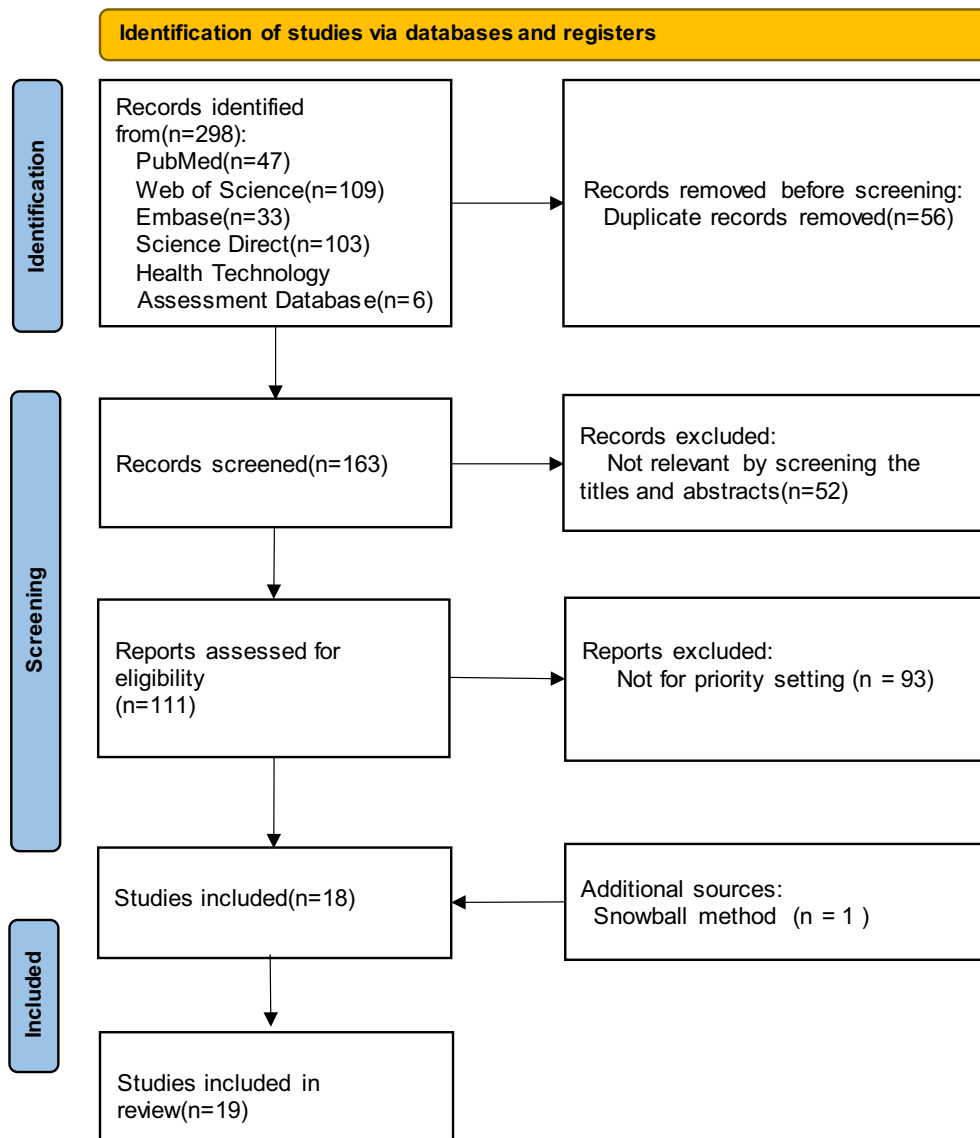 Identification of studies via databases and registers
Identification
Records identified
from(n=298):
PubMed(n=47)
Web of Science(n=109)
Embase(n=33)
Science Direct(n=103)
Health Technology
Assessment Database(n=6)
Records removed before screening:
Duplicate records removed(n=56)
Screening
Records screened(n=163)
Records excluded:
Not relevant by screening the
titles and abstracts(n=52)
Reports assessed for
eligibility
(n=111)
Reports excluded:
Not for priority setting (n = 93)
Studies included(n=18)
Additional sources:
Snowball method (n = 1 )
Included
Studies included in
review(n=19)